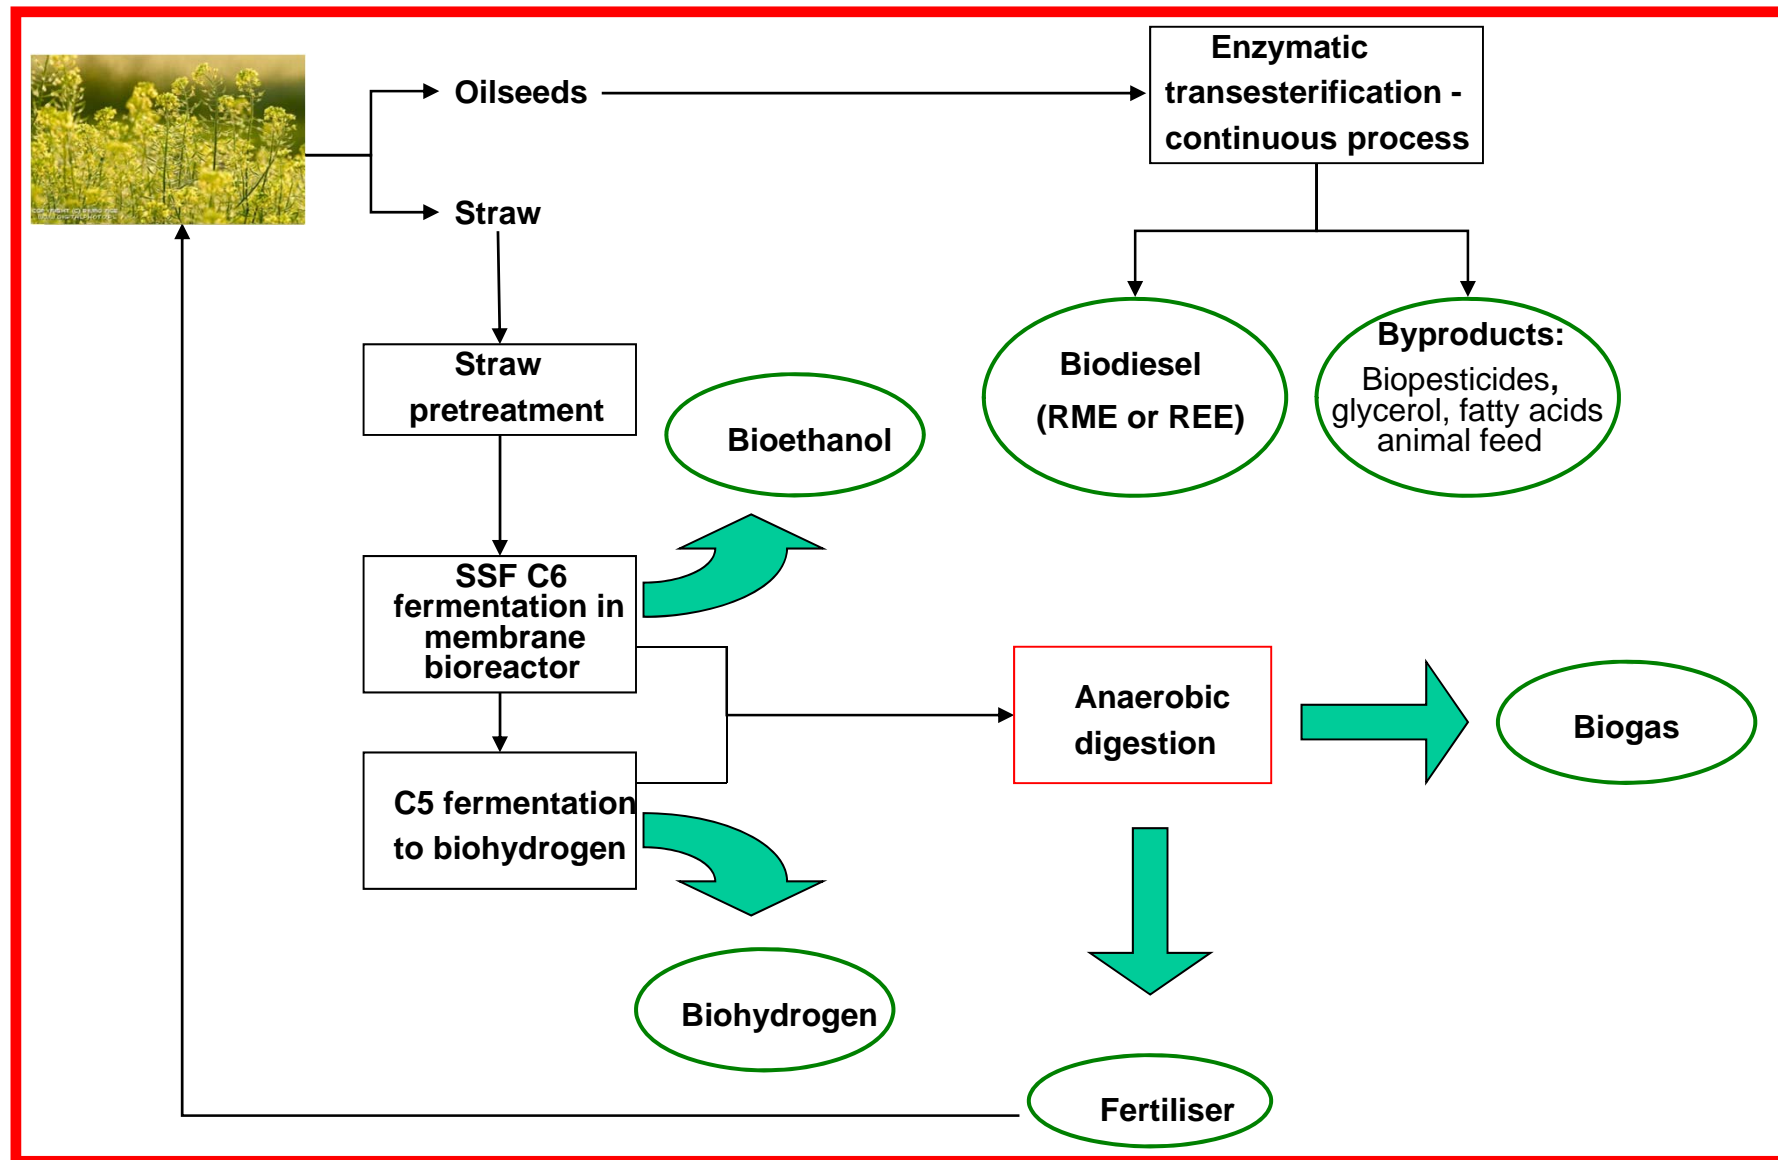 Enzymatic
transesterification -
continuous process
Oilseeds
Straw
Straw
pretreatment
Bioethanol
Biodiesel
(RME or REE)
Byproducts:
Biopesticides,
glycerol, fatty acids
animal feed
SSF C6
fermentation in
membrane
bioreactor
Anaerobic
digestion
Biogas
C5 fermentation
to biohydrogen
Biohydrogen
Fertiliser